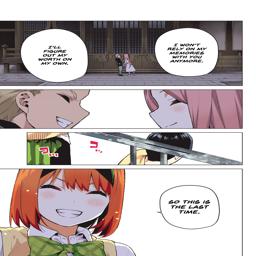 I'LL
FIGURE
OUT MY
WORTH ON
MY OWN.
I WON'T
RELY ON MY
MEMORIES
WITH YOU
ANYMORE.
SO THIS IS
THE LAST
TIME.